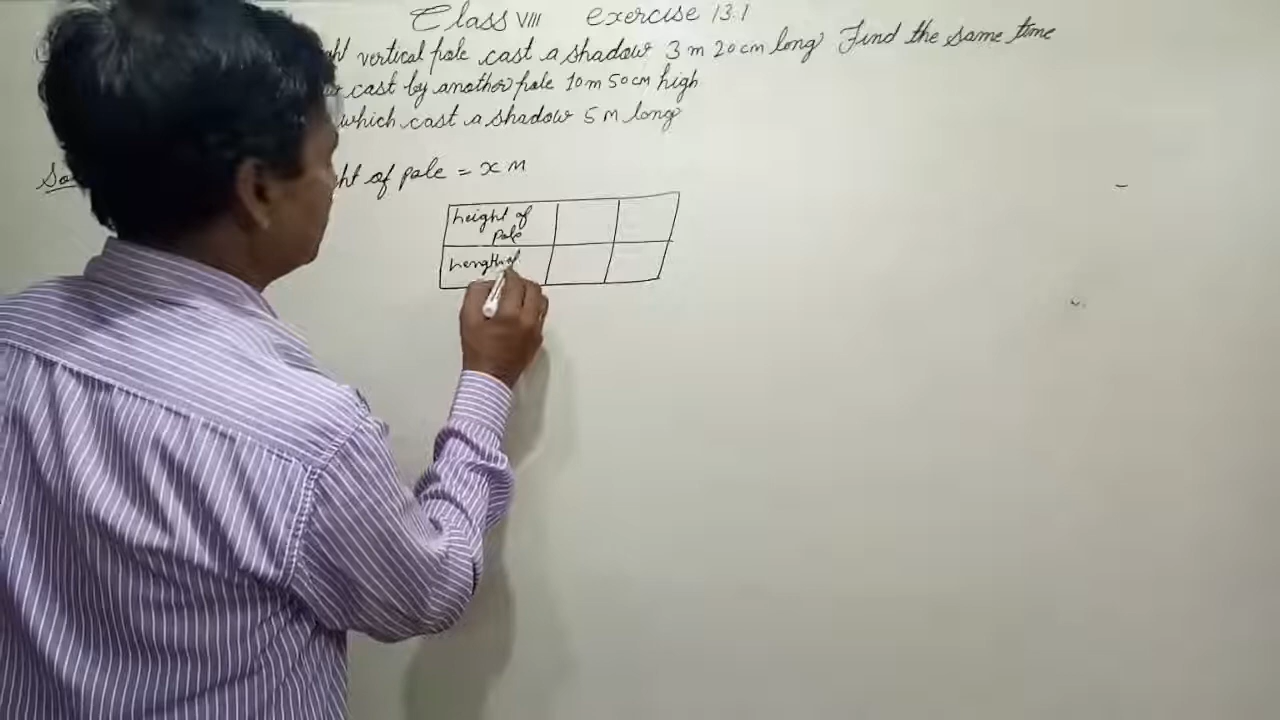 Class VIII exercise 13.1
vertical pole cast a shadow 3 m 20 cm long Find the same time
cast by another pole 10 m 50 cm high
which cast a shadow 5 m long
of pole = x m
height of
pole
Length of